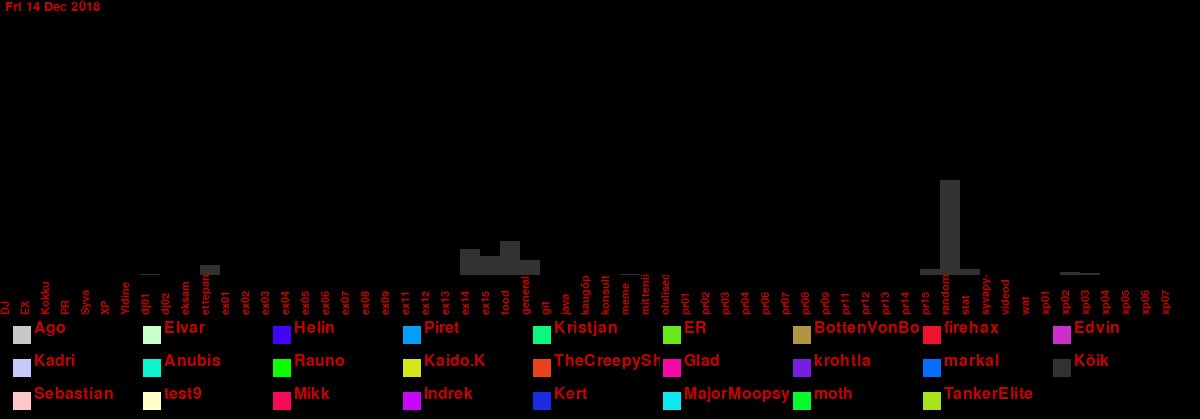 Fri 14 Dec 2018
DJ EX Kokku PR Syva XP Yldine dj01 dj02 eksam ettepan ex01 ex02 ex03 ex04 ex05 ex06 ex07 ex08 ex09 ex11 ex12 ex13 ex14 ex15 food general git java kaugõp konsult meme mittenii olulised pr01 pr02 pr03 pr04 pr06 pr07 pr08 pr09 pr11 pr12 pr13 pr14 pr15 random stat syvapy- videod wat xp01 xp02 xp03 xp04 xp05 xp06 xp07
Ago Elvar Helin Piret Kristjan ER BottenVonBo firehax Edvin
Kadri Anubis Rauno Kaido.K TheCreepySh Glad krohtla markal Kõik
Sebastian test9 Mikk Indrek Kert MajorMoopsy moth TankerElite